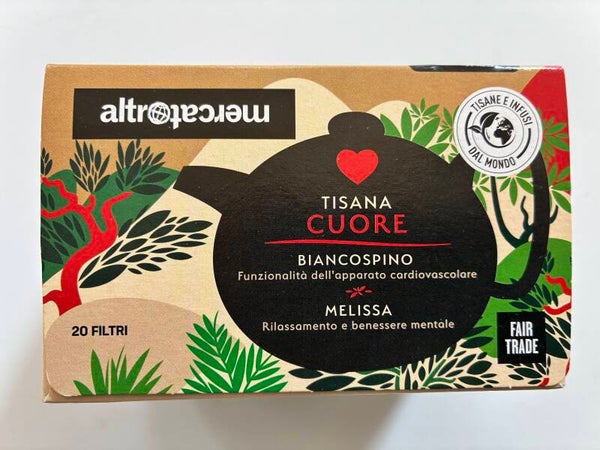 altromercato
TISANE E INFUSI
DAL MONDO
TISANA
CUORE
BIANCOSPINO
Funzionalità dell'apparato cardiovascolare
MELISSA
Rilassamento e benessere mentale
20 FILTRI
FAIR
TRADE